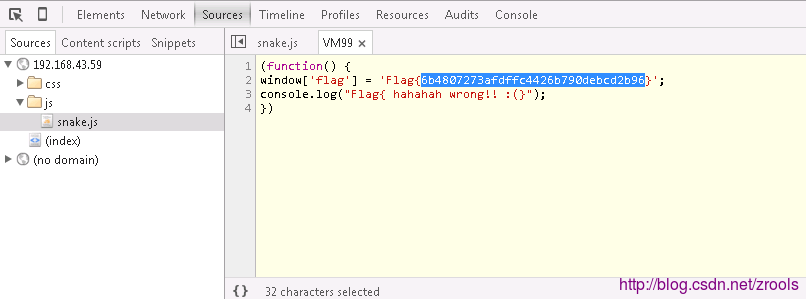 Elements Network Sources Timeline Profiles Resources Audits Console
Sources Content scripts Snippets
snake.js VM99 ×
192.168.43.59
css
js
snake.js
(index)
(no domain)
1 (function() {
2 window['flag'] = 'Flag{6b4807273afdffc4426b790debcd2b96}';
3 console.log("Flag{ hahahah wrong!! :(}");
4 })
{} 32 characters selected
http://blog.csdn.net/zrools